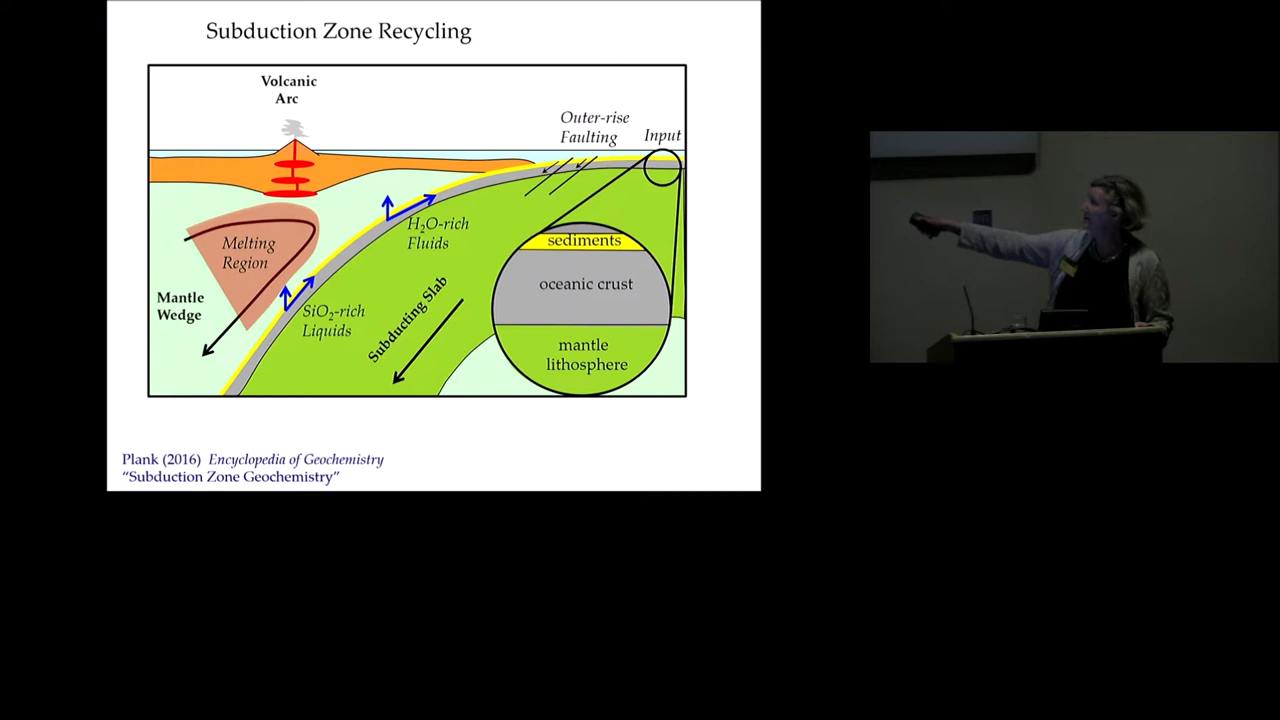 Subduction Zone Recycling
Volcanic
Arc
Outer-rise
Faulting
Input
H₂O-rich
Fluids
sediments
Melting
Region
oceanic crust
Mantle
Wedge
SiO₂-rich
Liquids
Subducting Slab
mantle
lithosphere
Plank (2016) Encyclopedia of Geochemistry
“Subduction Zone Geochemistry”